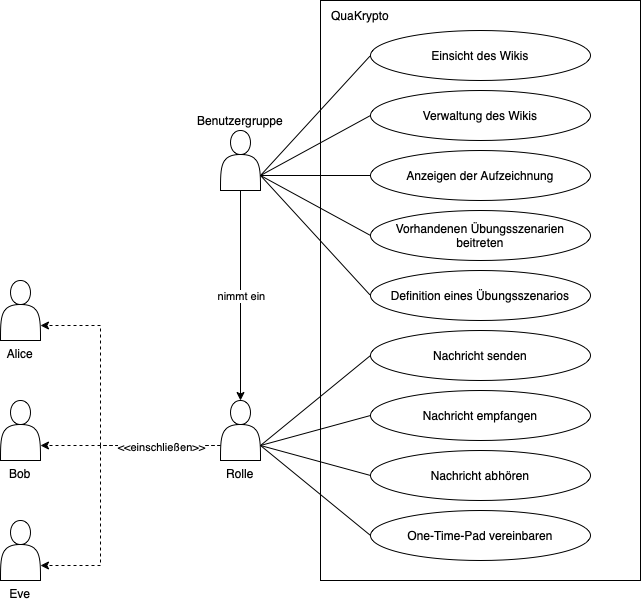 QuaKrypto
Einsicht des Wikis
Benutzergruppe
Verwaltung des Wikis
Anzeigen der Aufzeichnung
Vorhandenen Übungsszenarien
beitreten
nimmt ein
Definition eines Übungsszenarios
Alice
Nachricht senden
Nachricht empfangen
Bob
<<einschließen>>
Rolle
Nachricht abhören
One-Time-Pad vereinbaren
Eve